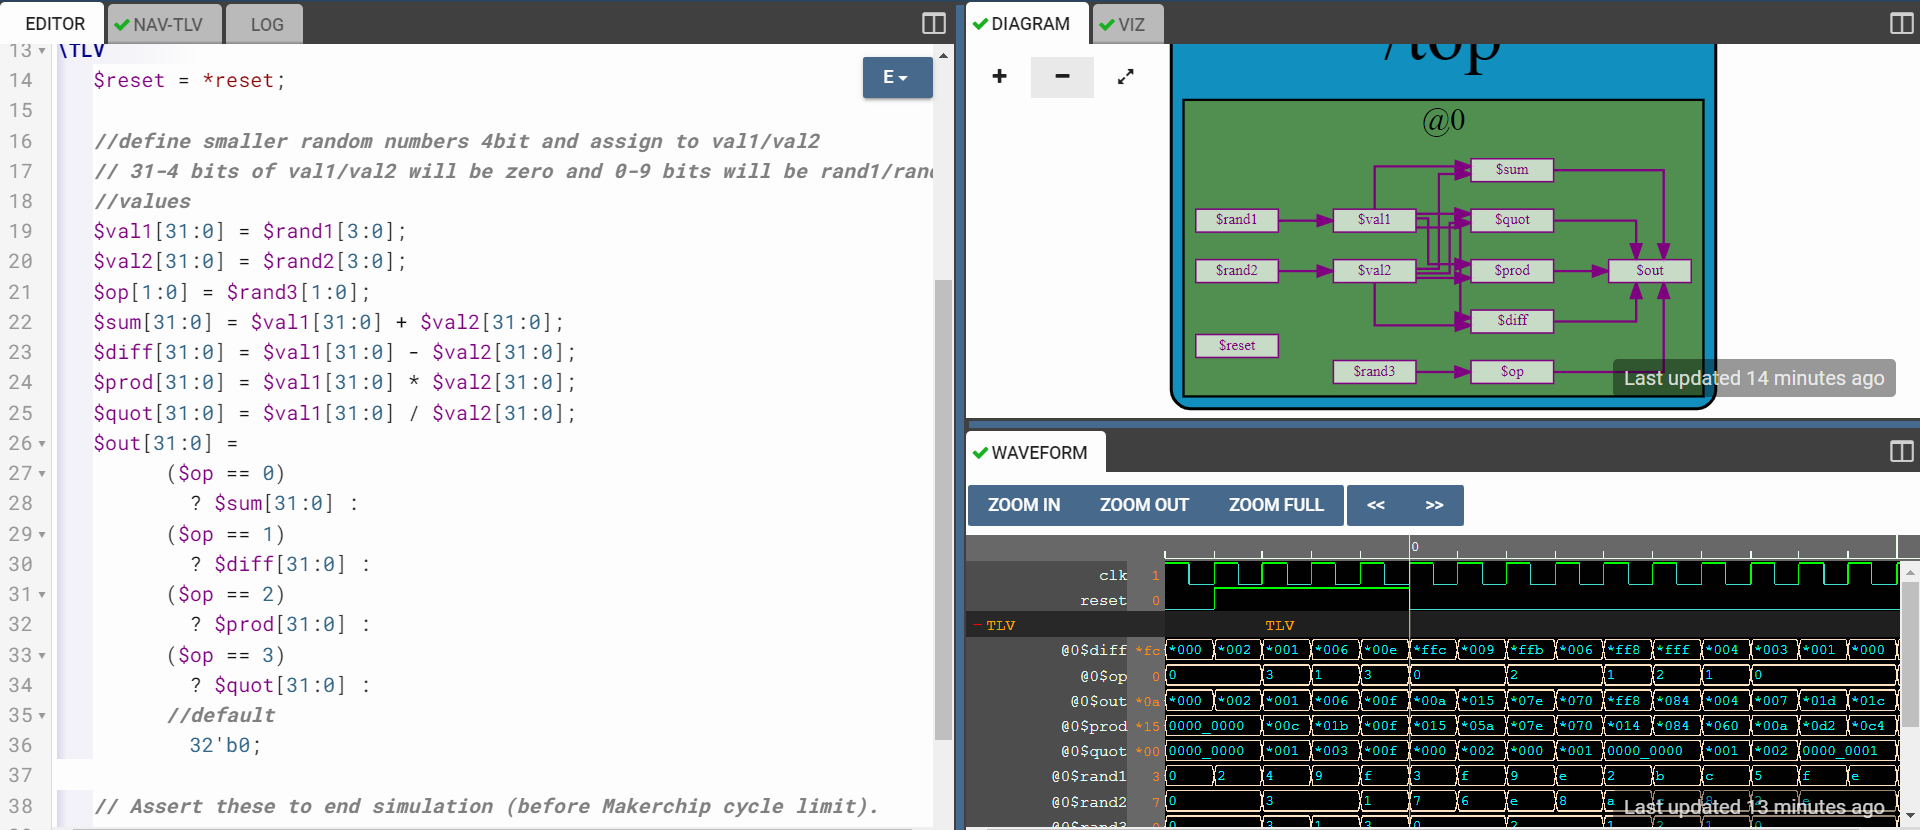 EDITOR
NAV-TLV
LOG
13 \TLV
14 $reset = *reset;
15
16 //define smaller random numbers 4bit and assign to val1/val2
17 // 31-4 bits of val1/val2 will be zero and 0-9 bits will be rand1/rand
18 //values
19 $val1[31:0] = $rand1[3:0];
20 $val2[31:0] = $rand2[3:0];
21 $op[1:0] = $rand3[1:0];
22 $sum[31:0] = $val1[31:0] + $val2[31:0];
23 $diff[31:0] = $val1[31:0] - $val2[31:0];
24 $prod[31:0] = $val1[31:0] * $val2[31:0];
25 $quot[31:0] = $val1[31:0] / $val2[31:0];
26 $out[31:0] =
27 ($op == 0)
28 ? $sum[31:0] :
29 ($op == 1)
30 ? $diff[31:0] :
31 ($op == 2)
32 ? $prod[31:0] :
33 ($op == 3)
34 ? $quot[31:0] :
35 //default
36 32'b0;
37
38 // Assert these to end simulation (before Makerchip cycle limit).
E
DIAGRAM
VIZ
+ −
/top
@0
$sum
$rand1 $val1 $quot
$rand2 $val2 $prod $out
$diff
$reset
$rand3 $op
Last updated 14 minutes ago
WAVEFORM
ZOOM IN ZOOM OUT ZOOM FULL << >>
0
clk 1
reset 0
TLV TLV
@0$diff *fc *000 *002 *001 *006 *00e *ffc *009 *ffb *006 *ff8 *fff *004 *003 *001 *000
@0$op 0 0 3 1 3 0 2 1 2 1 0
@0$out *0a *000 *002 *001 *006 *00f *00a *015 *07e *070 *ff8 *084 *004 *007 *01d *01c
@0$prod *15 0000_0000 *00c *01b *00f *015 *05a *07e *070 *014 *084 *060 *00a *0d2 *0c4
@0$quot *00 0000_0000 *001 *003 *00f *000 *002 *000 *001 0000_0000 *001 *002 0000_0001
@0$rand1 3 0 2 4 9 f 3 f 9 e 2 b c 5 f e
@0$rand2 7 0 3 1 7 6 e 8 a
Last updated 13 minutes ago